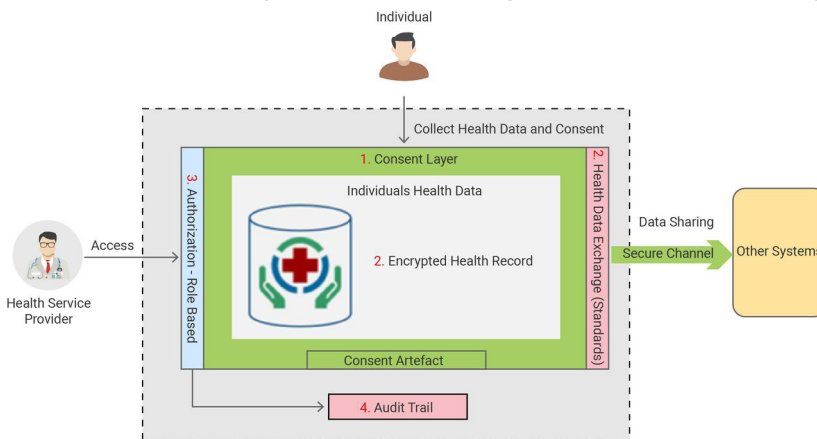 Individual
Collect Health Data and Consent
1. Consent Layer
Individuals Health Data
2. Encrypted Health Record
Consent Artefact
3. Authorization - Role Based
2. Health Data Exchange (Standards)
Access
Health Service
Provider
Data Sharing
Secure Channel
Other Systems
4. Audit Trail